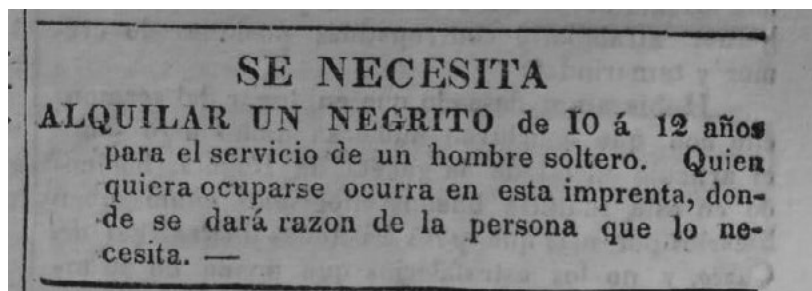 SE NECESITA
ALQUILAR UN NEGRITO de 10 á 12 años
para el servicio de un hombre soltero. Quien
quiera ocuparse ocurra en esta imprenta, don-
de se dará razon de la persona que lo ne-
cesita. —